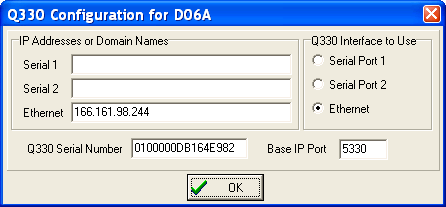 Q330 Configuration for D06A
IP Addresses or Domain Names
Serial 1
Serial 2
Ethernet 166.161.98.244
Q330 Interface to Use
Serial Port 1
Serial Port 2
Ethernet
Q330 Serial Number 0100000DB164E982 Base IP Port 5330
OK